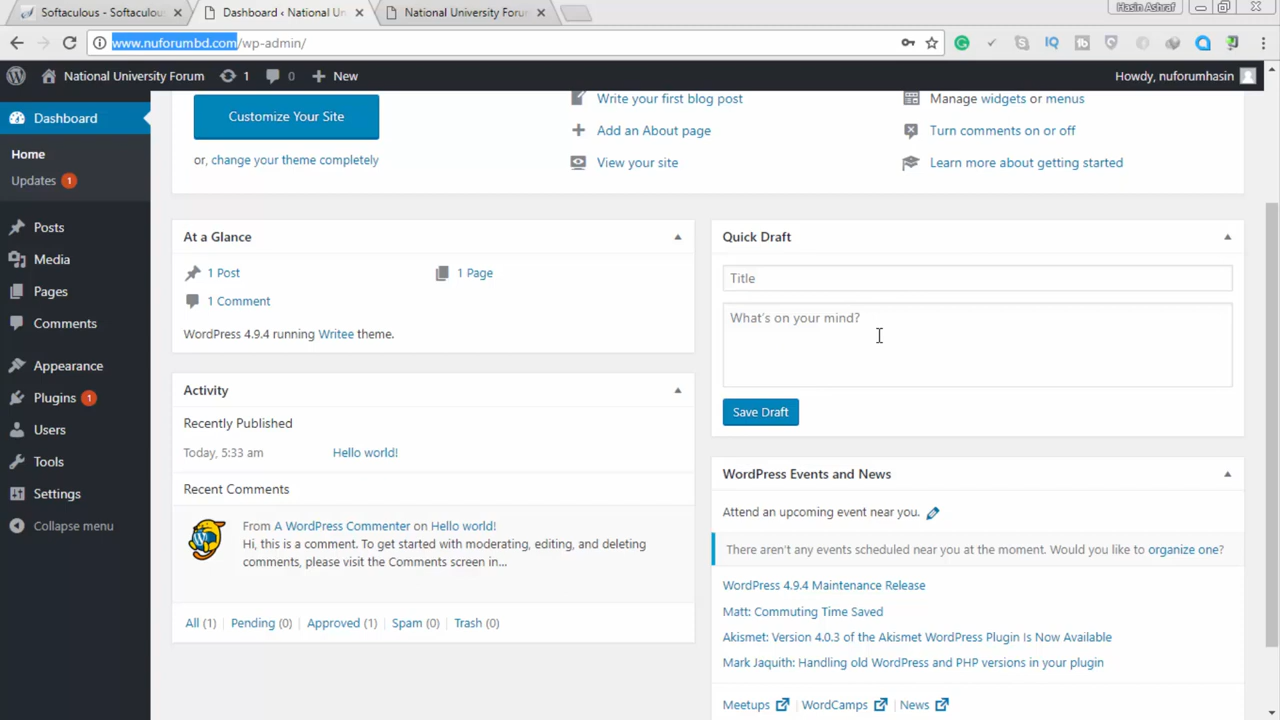 Softaculous - Softaculous
Dashboard ‹ National Un
National University Forum
Hasin Ashraf
www.nuforumbd.com/wp-admin/
National University Forum
1
0
New
Howdy, nuforumhasin
Dashboard
Home
Updates 1
Posts
Media
Pages
Comments
Appearance
Plugins 1
Users
Tools
Settings
Collapse menu
Customize Your Site
or, change your theme completely
Write your first blog post
Add an About page
View your site
Manage widgets or menus
Turn comments on or off
Learn more about getting started
At a Glance
1 Post
1 Page
1 Comment
WordPress 4.9.4 running Writee theme.
Activity
Recently Published
Today, 5:33 am
Hello world!
Recent Comments
From A WordPress Commenter on Hello world!
Hi, this is a comment. To get started with moderating, editing, and deleting
comments, please visit the Comments screen in...
All (1)
Pending (0)
Approved (1)
Spam (0)
Trash (0)
Quick Draft
Title
What's on your mind?
Save Draft
WordPress Events and News
Attend an upcoming event near you.
There aren't any events scheduled near you at the moment. Would you like to organize one?
WordPress 4.9.4 Maintenance Release
Matt: Commuting Time Saved
Akismet: Version 4.0.3 of the Akismet WordPress Plugin Is Now Available
Mark Jaquith: Handling old WordPress and PHP versions in your plugin
Meetups
WordCamps
News